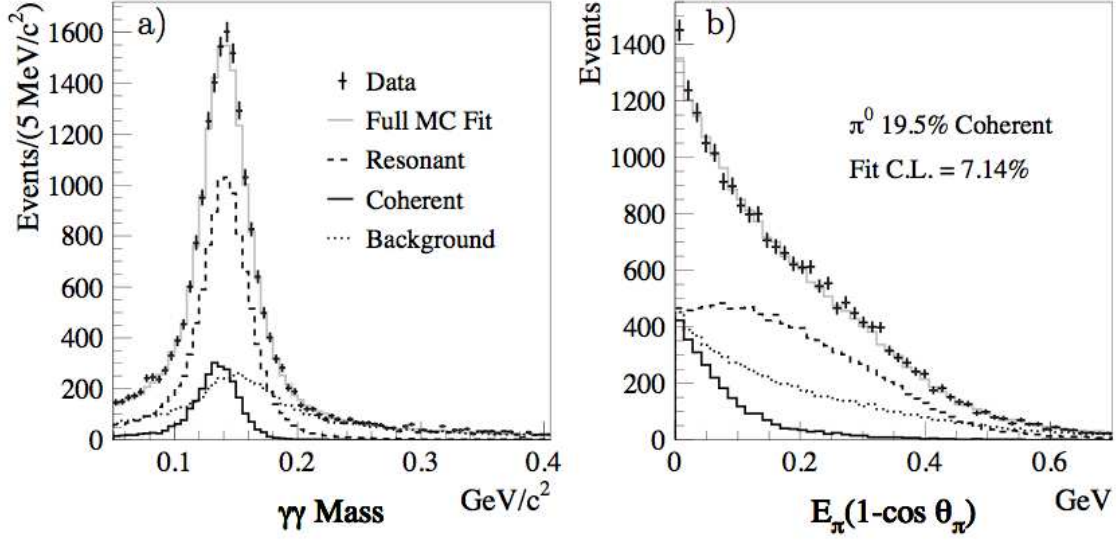 a)
Events/(5 MeV/c²)
1600
1400
1200
1000
800
600
400
200
0
Data
Full MC Fit
Resonant
Coherent
Background
0.1
0.2
0.3
0.4
GeV/c²
γγ Mass
b)
Events
1400
1200
1000
800
600
400
200
0
π⁰ 19.5% Coherent
Fit C.L. = 7.14%
0
0.2
0.4
0.6
GeV
E_π(1-cos θ_π)